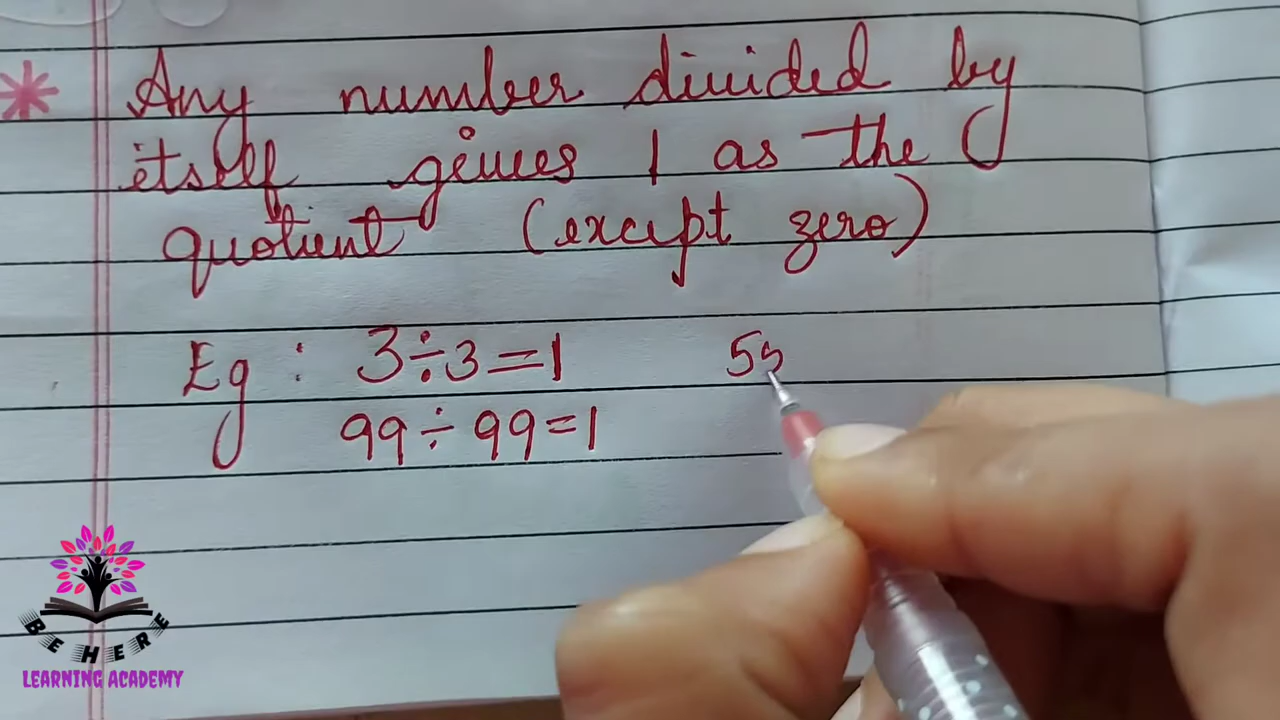 * Any number divided by
itself gives 1 as the
quotient (except zero)
Eg : 3÷3=1
55
99÷99=1
BE HERE
LEARNING ACADEMY